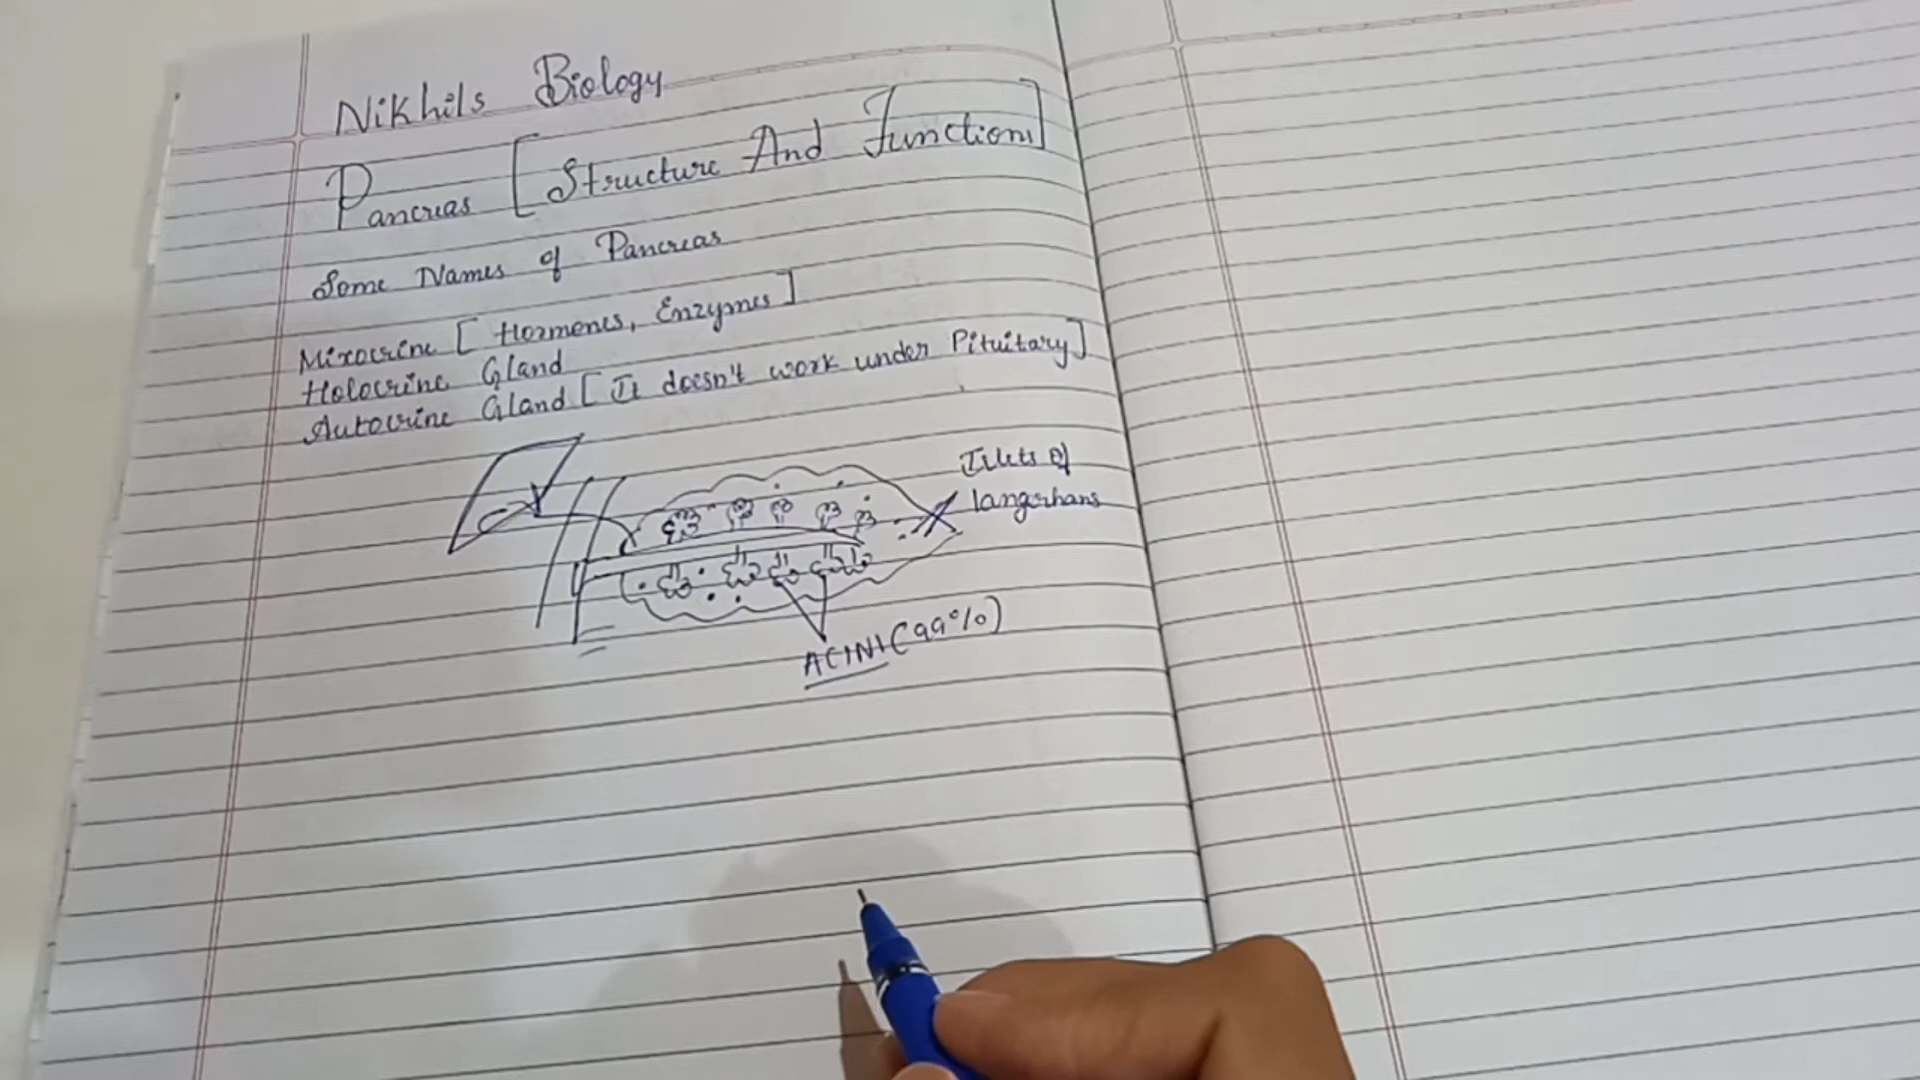 Nikhils Biology
Pancreas [Structure And Function]
Some Names of Pancreas
Mixocrine [Hormones, Enzymes]
Holocrine Gland
Autocrine Gland [It doesn't work under Pituitary]
Islets of
langerhans
ACINI (99%)